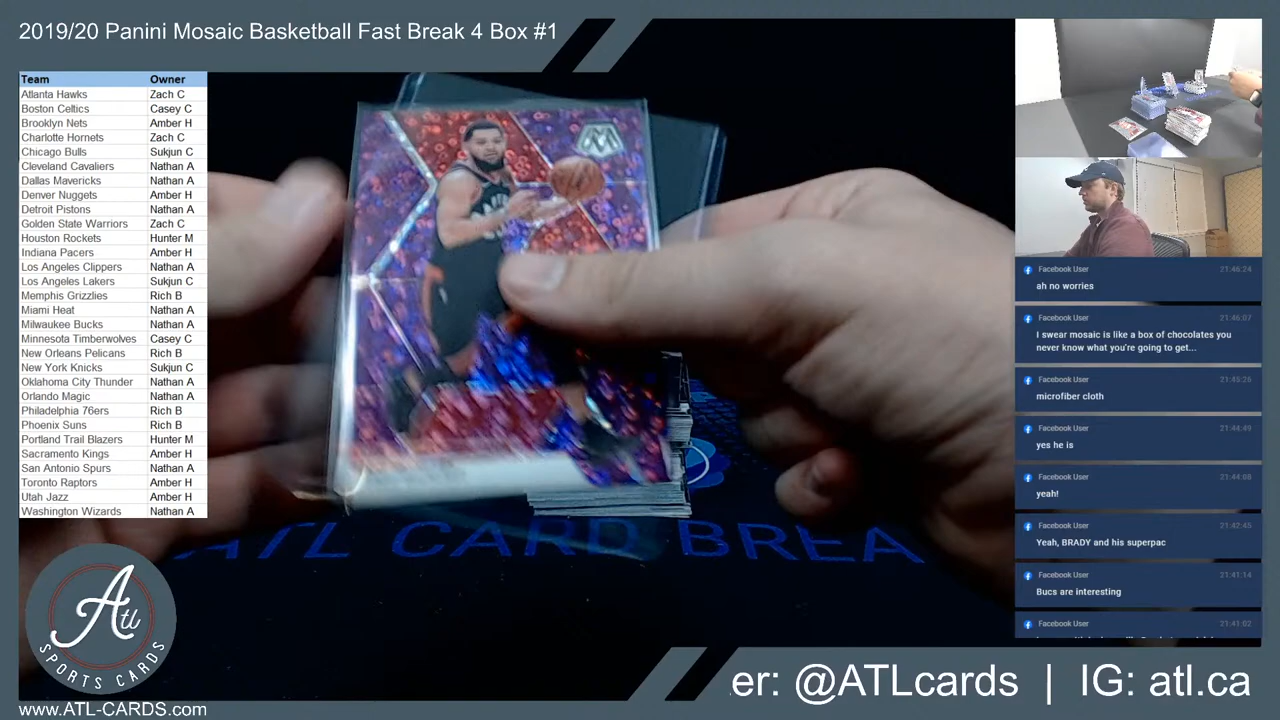 2019/20 Panini Mosaic Basketball Fast Break 4 Box #1
Team Owner
Atlanta Hawks Zach C
Boston Celtics Casey C
Brooklyn Nets Amber H
Charlotte Hornets Zach C
Chicago Bulls Sukjun C
Cleveland Cavaliers Nathan A
Dallas Mavericks Nathan A
Denver Nuggets Amber H
Detroit Pistons Nathan A
Golden State Warriors Zach C
Houston Rockets Hunter M
Indiana Pacers Amber H
Los Angeles Clippers Nathan A
Los Angeles Lakers Sukjun C
Memphis Grizzlies Rich B
Miami Heat Nathan A
Milwaukee Bucks Nathan A
Minnesota Timberwolves Casey C
New Orleans Pelicans Rich B
New York Knicks Sukjun C
Oklahoma City Thunder Nathan A
Orlando Magic Nathan A
Philadelphia 76ers Rich B
Phoenix Suns Rich B
Portland Trail Blazers Hunter M
Sacramento Kings Amber H
San Antonio Spurs Nathan A
Toronto Raptors Amber H
Utah Jazz Amber H
Washington Wizards Nathan A
ATL CARD BREA
Facebook User 21:46:24
ah no worries
Facebook User 21:46:07
I swear mosaic is like a box of chocolates you
never know what you're going to get...
Facebook User 21:45:26
microfiber cloth
Facebook User 21:44:49
yes he is
Facebook User 21:44:08
yeah!
Facebook User 21:42:45
Yeah, BRADY and his superpac
Facebook User 21:41:14
Bucs are interesting
Facebook User 21:41:02
Atl
SPORTS CARDS
www.ATL-CARDS.com
er: @ATLcards | IG: atl.ca